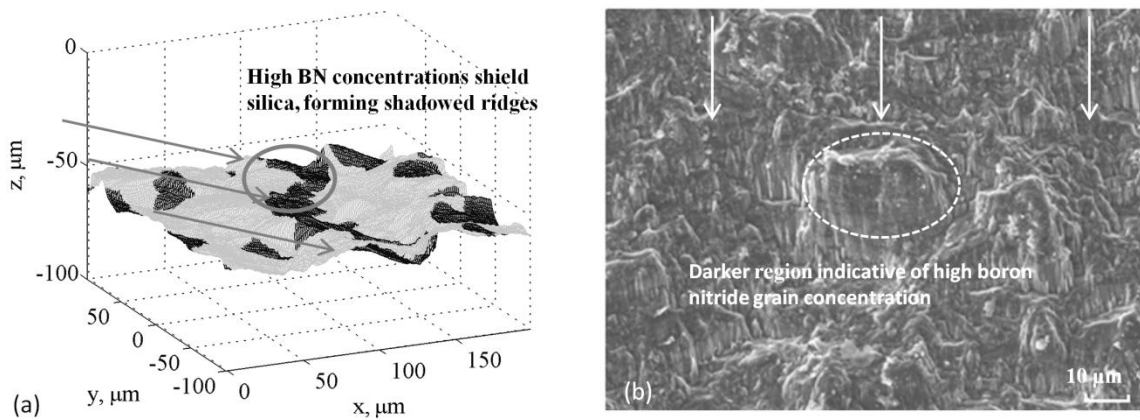 0
-50
-100
z, μm
High BN concentrations shield
silica, forming shadowed ridges
50
0
-50
-100
y, μm
0
50
100
150
x, μm
(a)
Darker region indicative of high boron
nitride grain concentration
10 μm
(b)